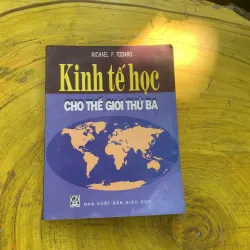 MICHAEL P. TODARO
Kinh tế học
CHO THẾ GIỚI THỨ BA
NHÀ XUẤT BẢN GIÁO DỤC